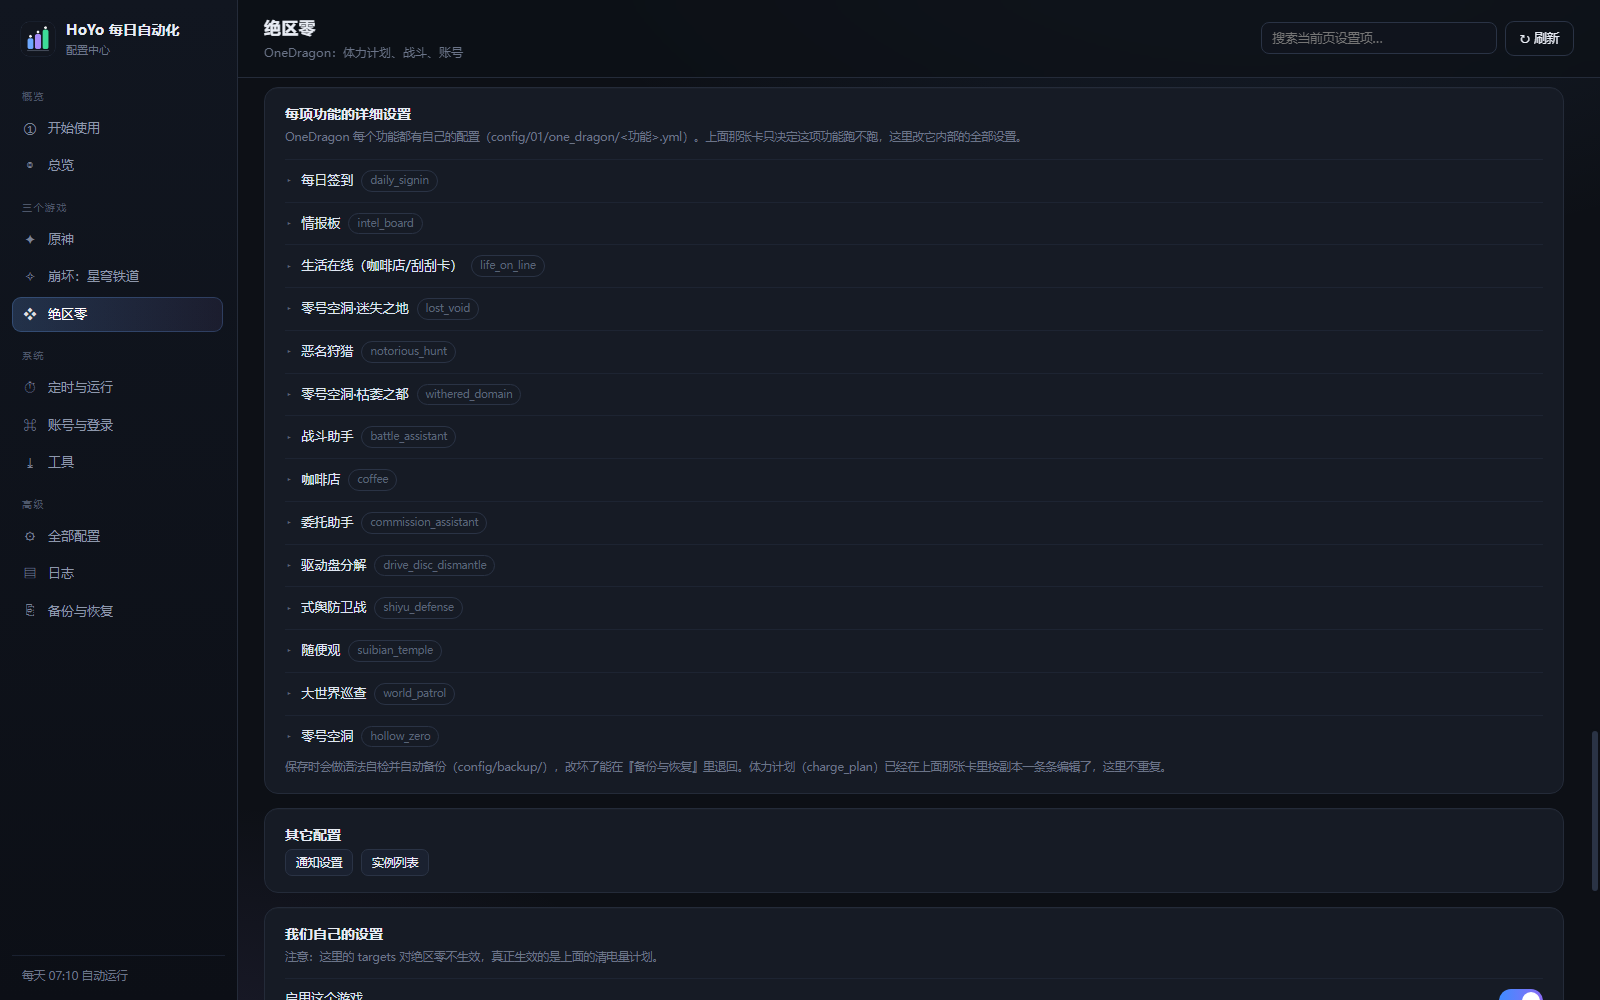 HoYo 每日自动化
配置中心
概览
开始使用
总览
三个游戏
原神
崩坏：星穹铁道
绝区零
系统
定时与运行
账号与登录
工具
高级
全部配置
日志
备份与恢复
每天 07:10 自动运行
绝区零
OneDragon：体力计划、战斗、账号
搜索当前页设置项...
↻ 刷新
每项功能的详细设置
OneDragon 每个功能都有自己的配置（config/01/one_dragon/<功能>.yml）。上面那张卡只决定这项功能跑不跑，这里改它内部的全部设置。
每日签到 daily_signin
情报板 intel_board
生活在线（咖啡店/刮刮卡） life_on_line
零号空洞·迷失之地 lost_void
恶名狩猎 notorious_hunt
零号空洞·枯萎之都 withered_domain
战斗助手 battle_assistant
咖啡店 coffee
委托助手 commission_assistant
驱动盘分解 drive_disc_dismantle
式舆防卫战 shiyu_defense
随便观 suibian_temple
大世界巡查 world_patrol
零号空洞 hollow_zero
保存时会做语法自检并自动备份（config/backup/），改坏了能在『备份与恢复』里退回。体力计划（charge_plan）已经在上面那张卡里按副本一条条编辑了，这里不重复。
其它配置
通知设置 实例列表
我们自己的设置
注意：这里的 targets 对绝区零不生效，真正生效的是上面的清电量计划。
启用这个游戏